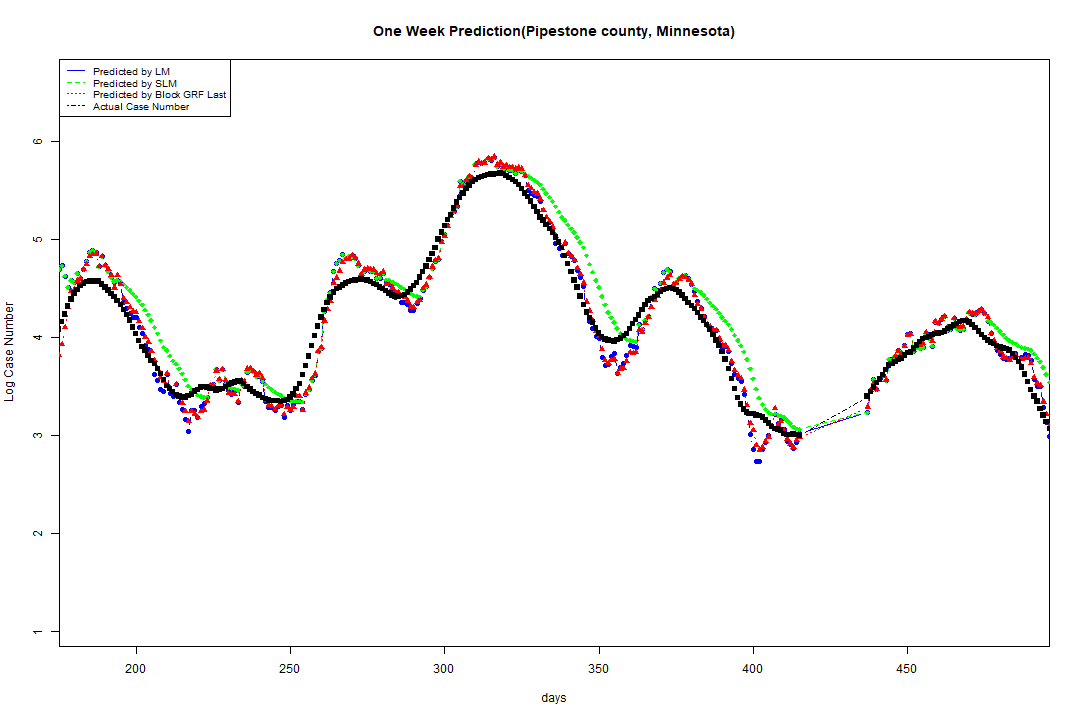 One Week Prediction(Pipestone county, Minnesota)
Predicted by LM
Predicted by SLM
Predicted by Block GRF Last
Actual Case Number
6
5
4
3
2
1
Log Case Number
200 250 300 350 400 450
days